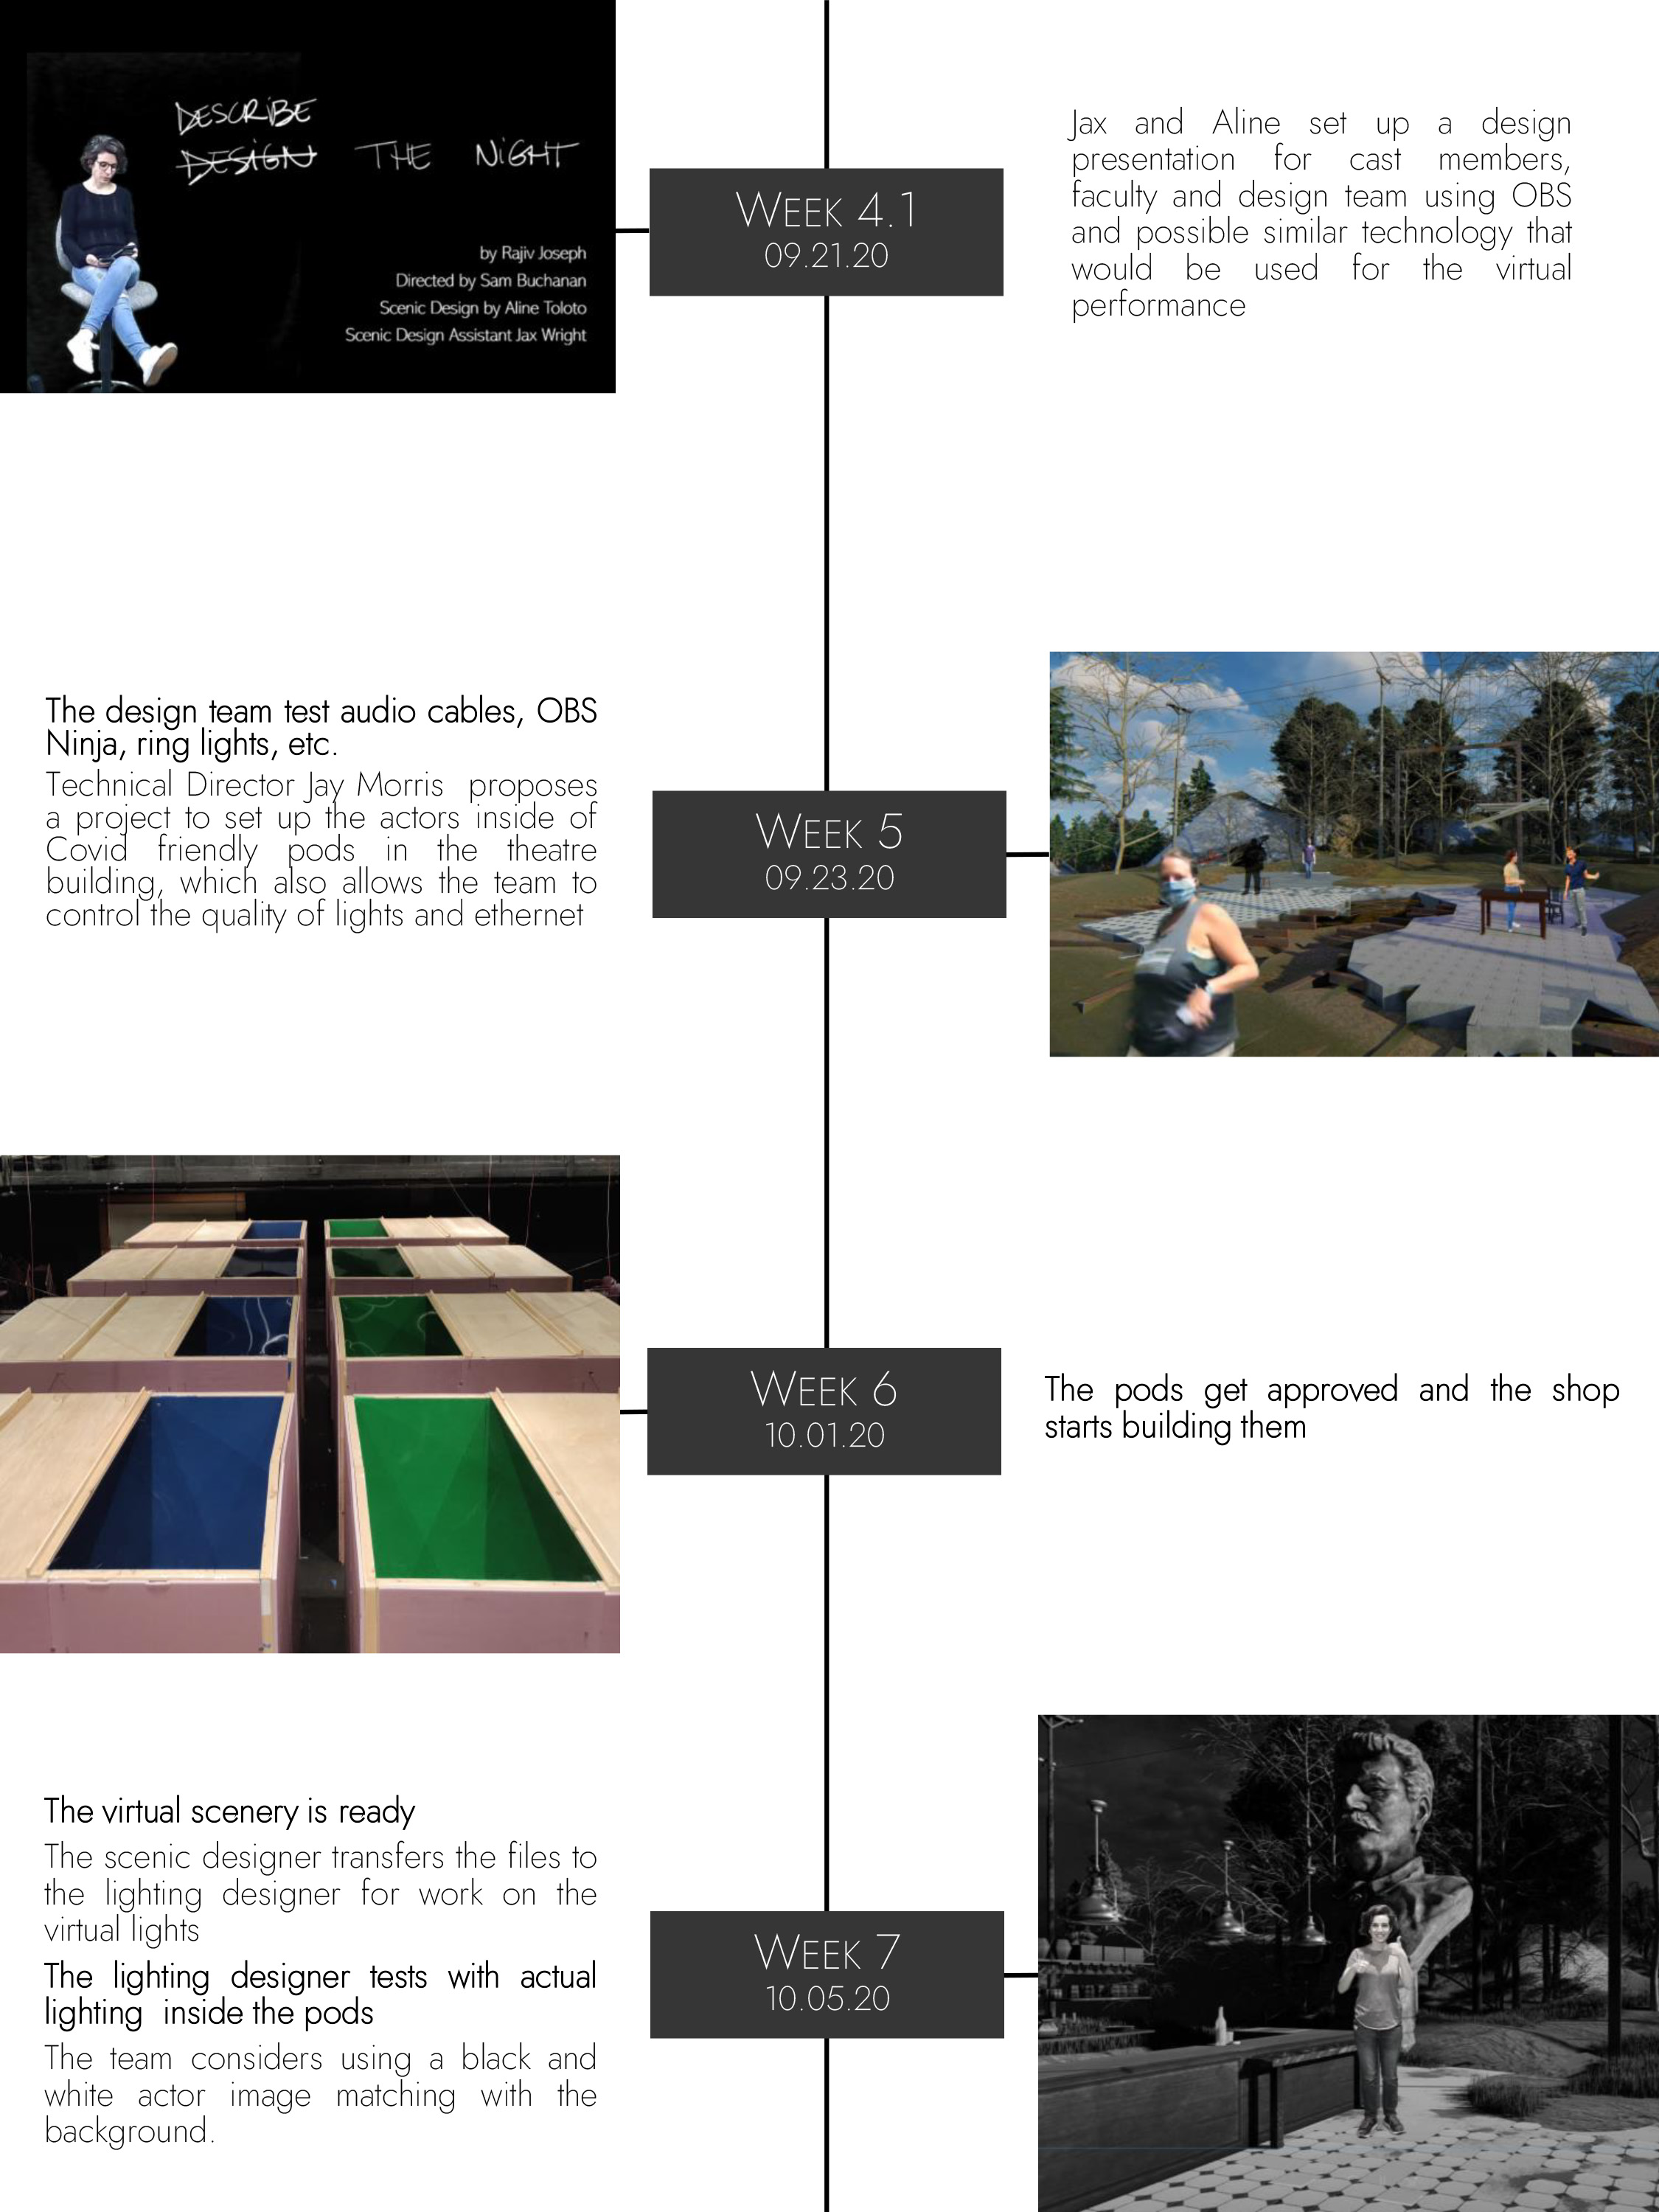 DESCRIBE
DESIGN THE NIGHT
by Rajiv Joseph
Directed by Sam Buchanan
Scenic Design by Aline Toloto
Scenic Design Assistant Jax Wright
WEEK 4.1
09.21.20
Jax and Aline set up a design
presentation for cast members,
faculty and design team using OBS
and possible similar technology that
would be used for the virtual
performance
The design team test audio cables, OBS
Ninja, ring lights, etc.
Technical Director Jay Morris proposes
a project to set up the actors inside of
Covid friendly pods in the theatre
building, which also allows the team to
control the quality of lights and ethernet
WEEK 5
09.23.20
WEEK 6
10.01.20
The pods get approved and the shop
starts building them
The virtual scenery is ready
The scenic designer transfers the files to
the lighting designer for work on the
virtual lights
The lighting designer tests with actual
lighting inside the pods
The team considers using a black and
white actor image matching with the
background.
WEEK 7
10.05.20